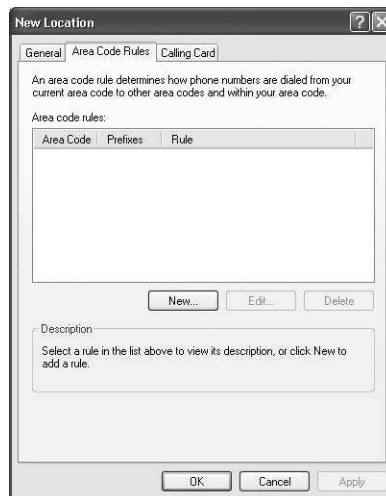 New Location
General Area Code Rules Calling Card
An area code rule determines how phone numbers are dialed from your
current area code to other area codes and within your area code.
Area code rules:
Area Code Prefixes Rule
New... Edit... Delete
Description
Select a rule in the list above to view its description, or click New to
add a rule.
OK Cancel Apply